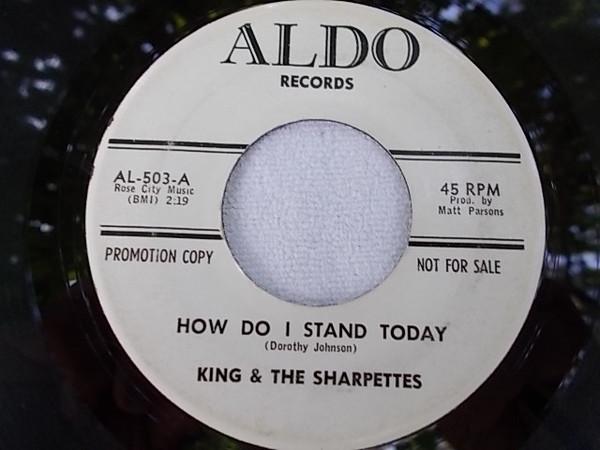 ALDO
RECORDS
AL-503-A
Rose City Music
(BMI) 2:19
45 RPM
Prod. by
Matt Parsons
PROMOTION COPY
NOT FOR SALE
HOW DO I STAND TODAY
(Dorothy Johnson)
KING & THE SHARPETTES